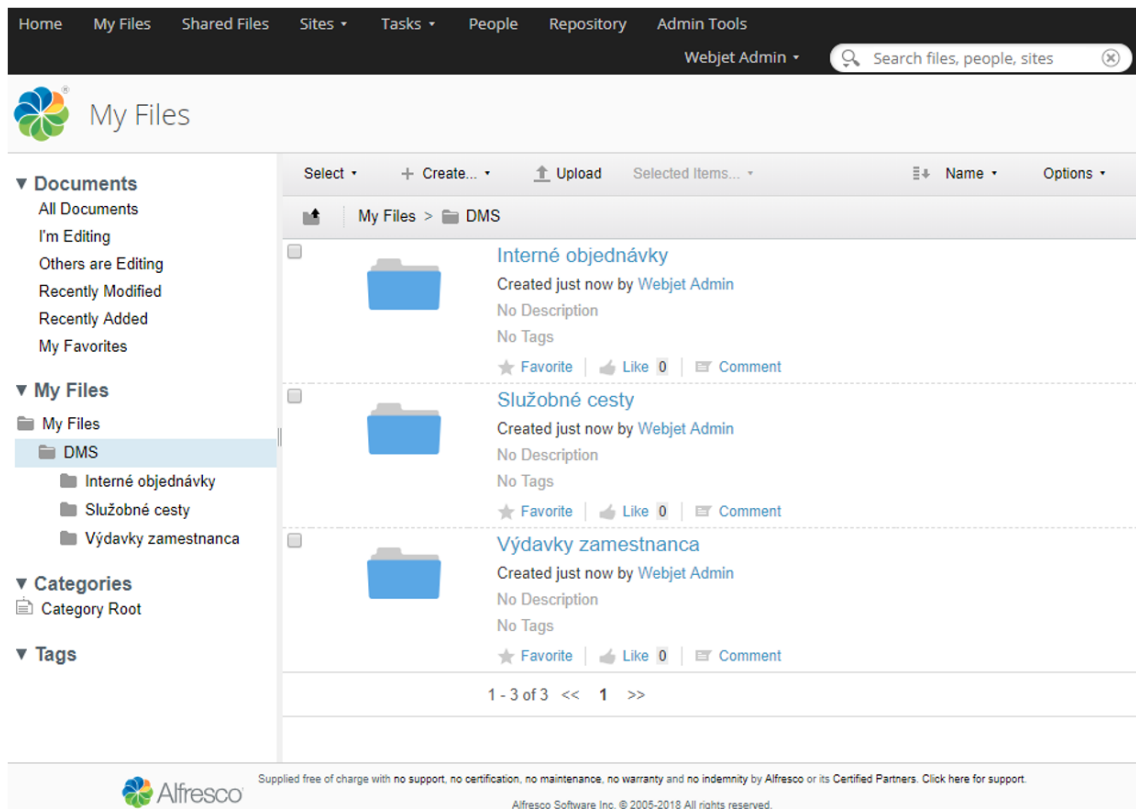 Home My Files Shared Files Sites Tasks People Repository Admin Tools
Webjet Admin Search files, people, sites
My Files
Documents
All Documents
I'm Editing
Others are Editing
Recently Modified
Recently Added
My Favorites
My Files
My Files
DMS
Interné objednávky
Služobné cesty
Výdavky zamestnanca
Categories
Category Root
Tags
Select + Create... Upload Selected Items... Name Options
My Files > DMS
Interné objednávky
Created just now by Webjet Admin
No Description
No Tags
Favorite Like 0 Comment
Služobné cesty
Created just now by Webjet Admin
No Description
No Tags
Favorite Like 0 Comment
Výdavky zamestnanca
Created just now by Webjet Admin
No Description
No Tags
Favorite Like 0 Comment
1 - 3 of 3 << 1 >>
Alfresco
Supplied free of charge with no support, no certification, no maintenance, no warranty and no indemnity by Alfresco or its Certified Partners. Click here for support.
Alfresco Software Inc. © 2005-2018 All rights reserved.